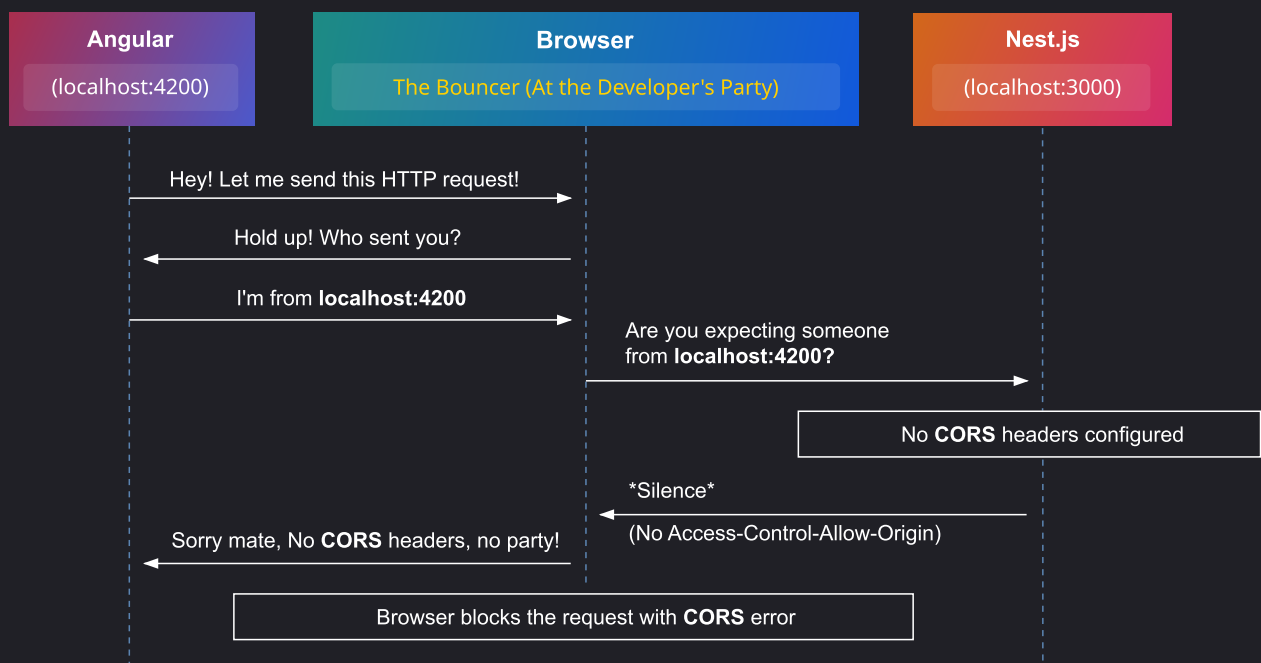 Angular
(localhost:4200)
Browser
The Bouncer (At the Developer's Party)
Nest.js
(localhost:3000)
Hey! Let me send this HTTP request!
Hold up! Who sent you?
I'm from localhost:4200
Are you expecting someone
from localhost:4200?
No CORS headers configured
*Silence*
(No Access-Control-Allow-Origin)
Sorry mate, No CORS headers, no party!
Browser blocks the request with CORS error